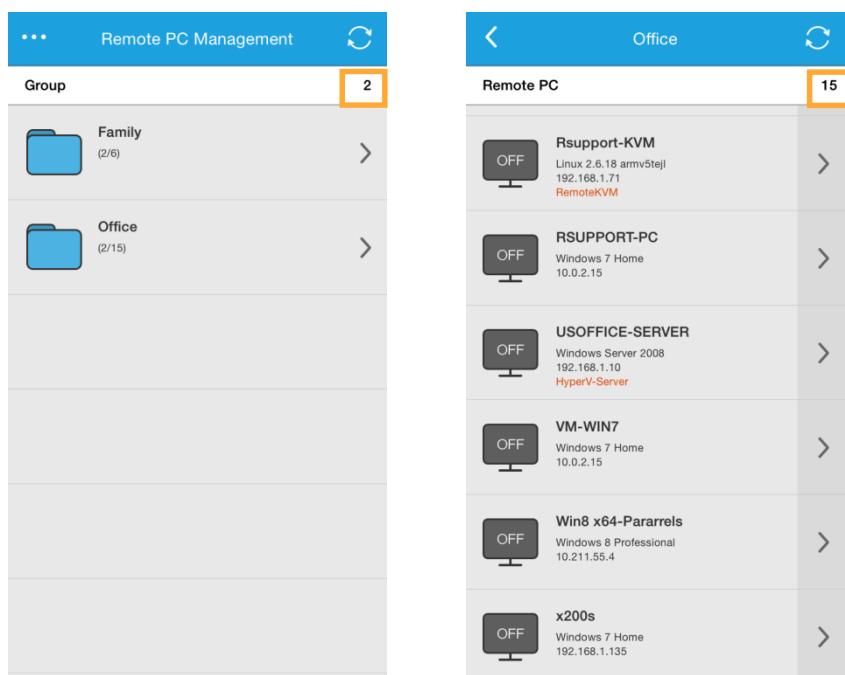 Remote PC Management
Group 2
Family
(2/6)
Office
(2/15)
Office
Remote PC 15
OFF
Rsupport-KVM
Linux 2.6.18 armv5tejl
192.168.1.71
RemoteKVM
OFF
RSUPPORT-PC
Windows 7 Home
10.0.2.15
OFF
USOFFICE-SERVER
Windows Server 2008
192.168.1.10
HyperV-Server
OFF
VM-WIN7
Windows 7 Home
10.0.2.15
OFF
Win8 x64-Pararrels
Windows 8 Professional
10.211.55.4
OFF
x200s
Windows 7 Home
192.168.1.135